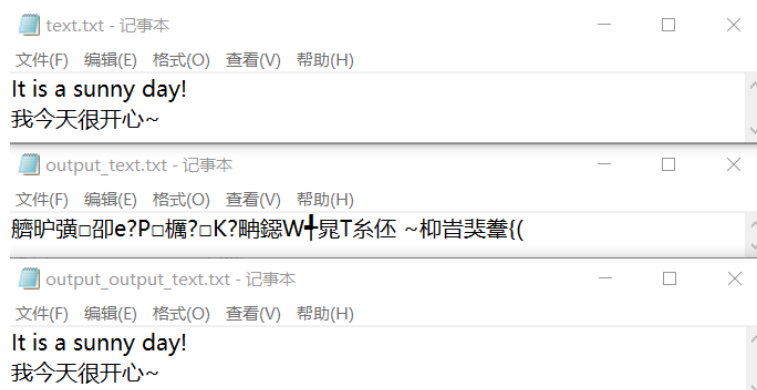 text.txt - 记事本
文件(F) 编辑(E) 格式(O) 查看(V) 帮助(H)
It is a sunny day!
我今天很开心~
output_text.txt - 记事本
文件(F) 编辑(E) 格式(O) 查看(V) 帮助(H)
output_output_text.txt - 记事本
文件(F) 编辑(E) 格式(O) 查看(V) 帮助(H)
It is a sunny day!
我今天很开心~